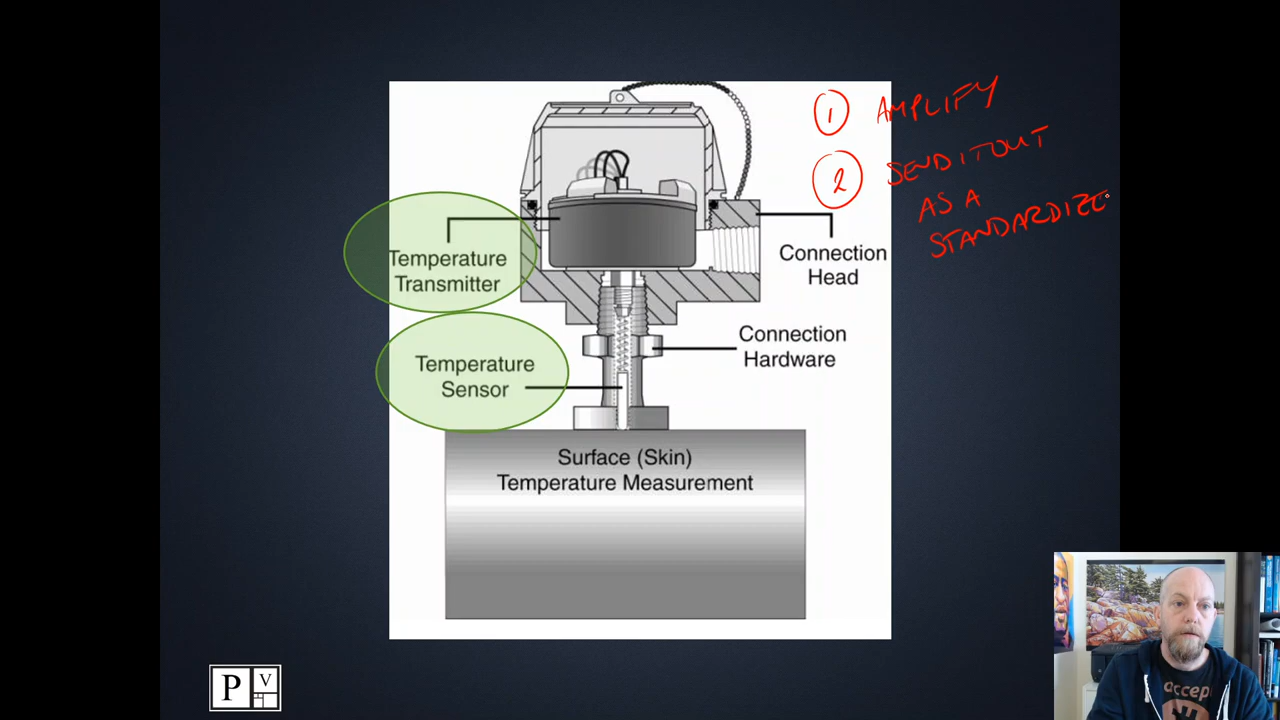 ① AMPLIFY
② SEND IT OUT
AS A
STANDARDIZE
Temperature
Transmitter
Connection
Head
Connection
Hardware
Temperature
Sensor
Surface (Skin)
Temperature Measurement
P V
accep